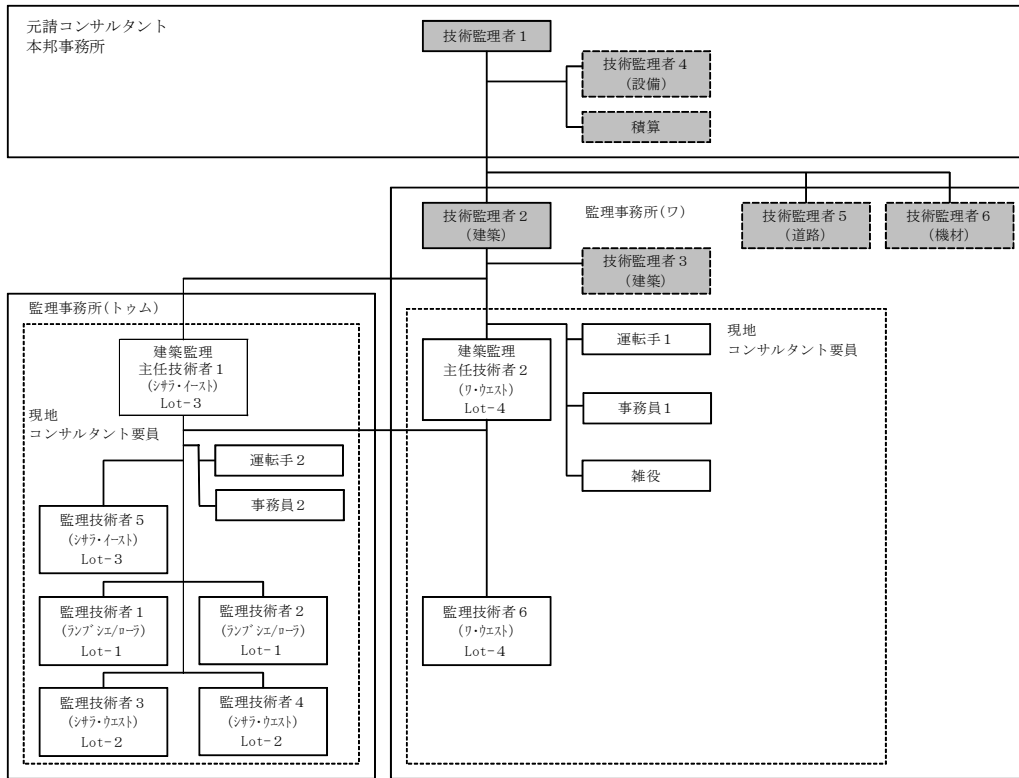 元請コンサルタント
本邦事務所
技術監理者１
技術監理者４
(設備)
積算
技術監理者２
(建築)
監理事務所(ワ)
技術監理者５
(道路)
技術監理者６
(機材)
技術監理者３
(建築)
監理事務所(トゥム)
建築監理
主任技術者１
(ｼｻﾗ・ｲｰｽﾄ)
Lot-3
現地
コンサルタント要員
運転手２
事務員２
監理技術者５
(ｼｻﾗ・ｲｰｽﾄ)
Lot-3
監理技術者１
(ﾗﾝﾌﾞｼｴ/ﾛｰﾗ)
Lot-1
監理技術者２
(ﾗﾝﾌﾞｼｴ/ﾛｰﾗ)
Lot-1
監理技術者３
(ｼｻﾗ・ｳｴｽﾄ)
Lot-2
監理技術者４
(ｼｻﾗ・ｳｴｽﾄ)
Lot-2
建築監理
主任技術者２
(ﾜ・ｳｴｽﾄ)
Lot-4
運転手１
事務員１
雑役
現地
コンサルタント要員
監理技術者６
(ﾜ・ｳｴｽﾄ)
Lot-4